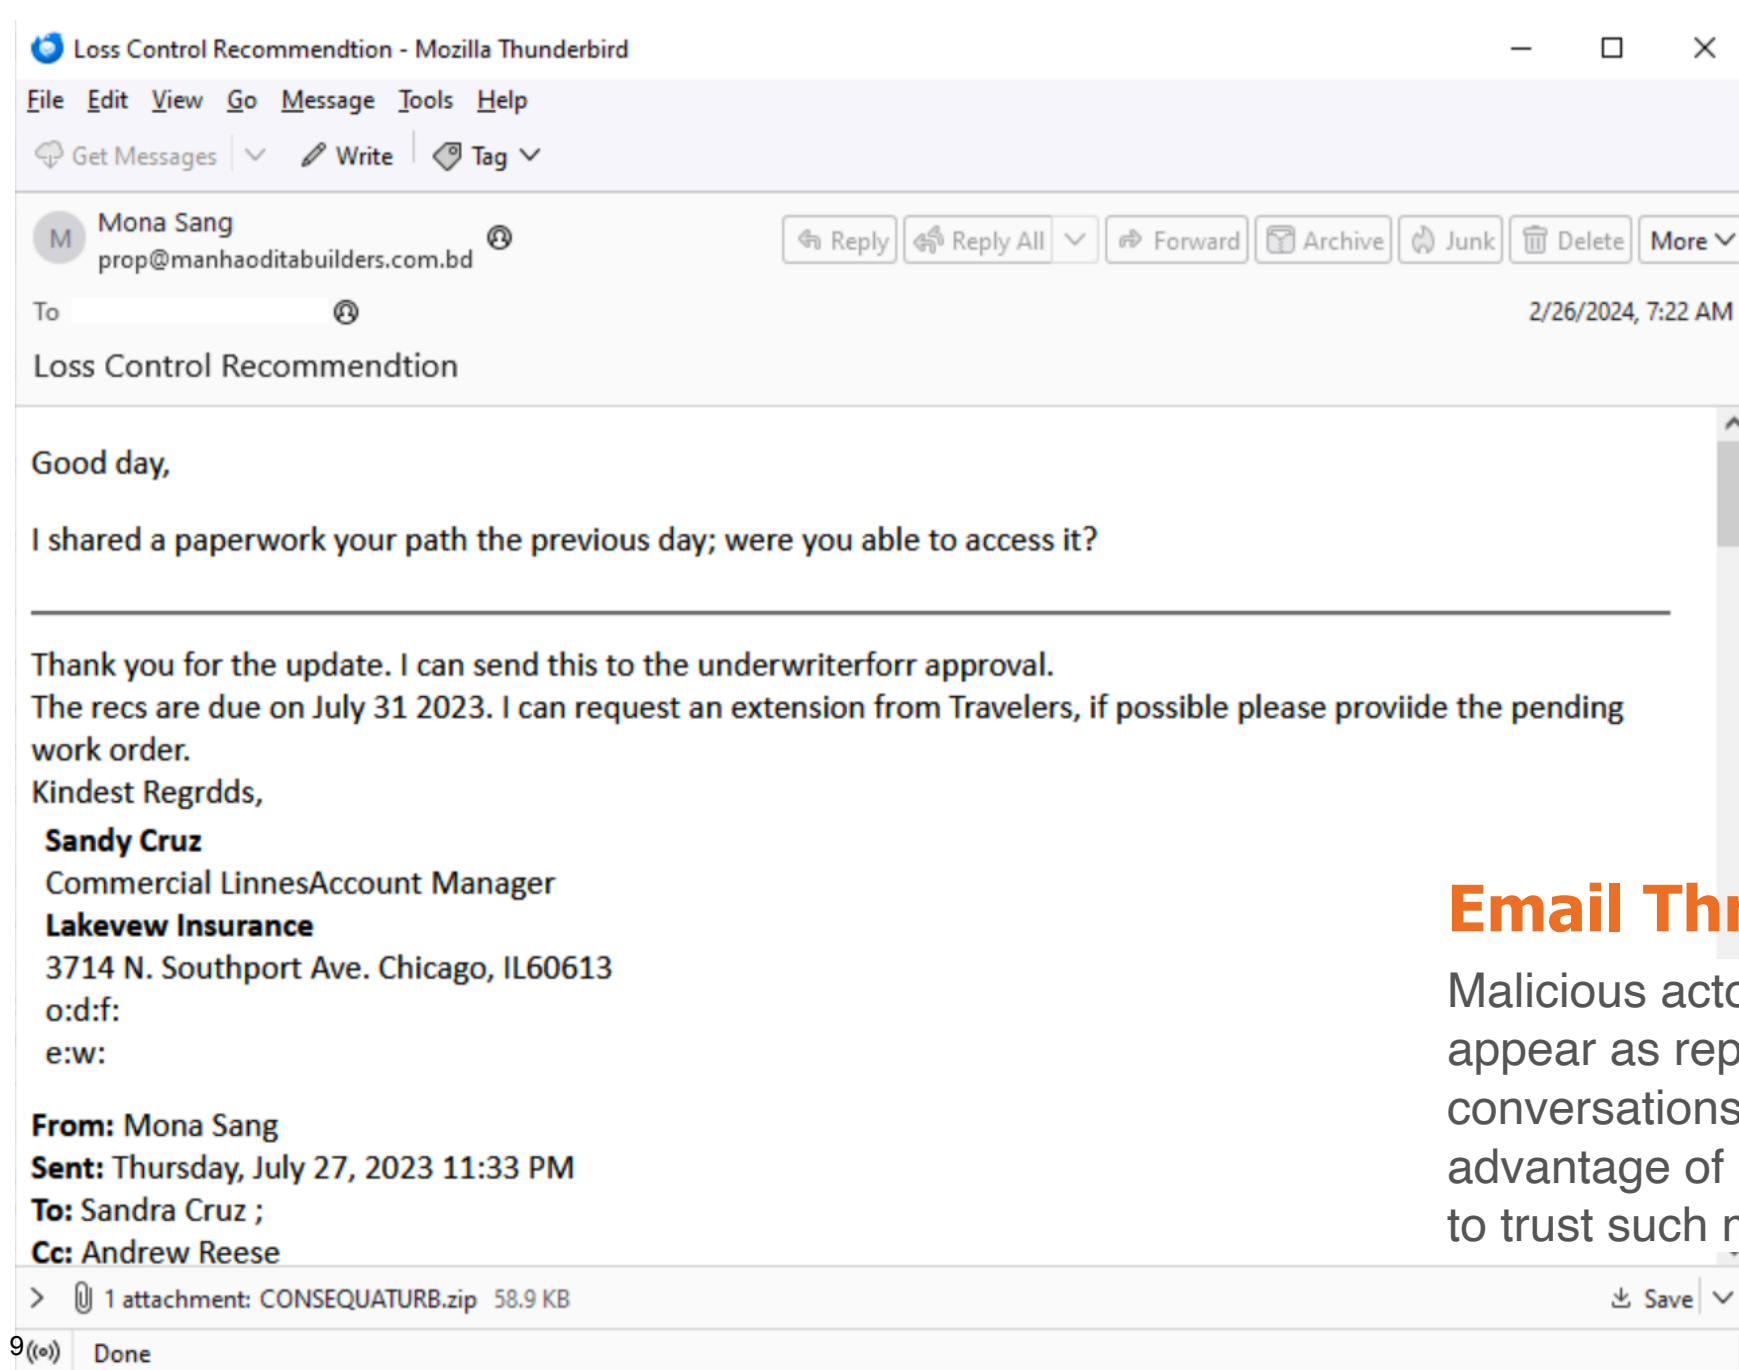 Loss Control Recommendtion - Mozilla Thunderbird
File Edit View Go Message Tools Help
Get Messages Write Tag
M
Mona Sang
prop@manhaoditabuilders.com.bd
Reply Reply All Forward Archive Junk Delete More
To
2/26/2024, 7:22 AM
Loss Control Recommendtion
Good day,
I shared a paperwork your path the previous day; were you able to access it?
Thank you for the update. I can send this to the underwriterforr approval.
The recs are due on July 31 2023. I can request an extension from Travelers, if possible please proviide the pending
work order.
Kindest Regrdds,
Sandy Cruz
Commercial LinnesAccount Manager
Lakevew Insurance
3714 N. Southport Ave. Chicago, IL60613
o:d:f:
e:w:
From: Mona Sang
Sent: Thursday, July 27, 2023 11:33 PM
To: Sandra Cruz ;
Cc: Andrew Reese
Email Thr
Malicious acto
appear as rep
conversations
advantage of
to trust such
1 attachment: CONSEQUATURB.zip 58.9 KB
Save
9
Done